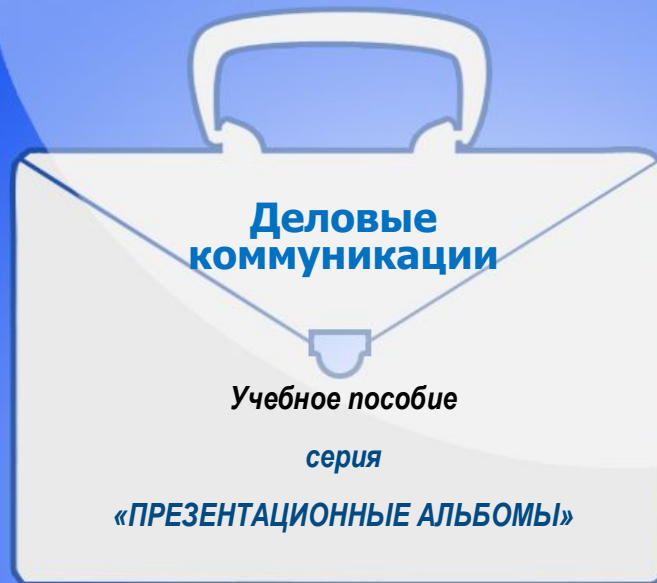 Деловые
коммуникации
Учебное пособие
серия
«ПРЕЗЕНТАЦИОННЫЕ АЛЬБОМЫ»